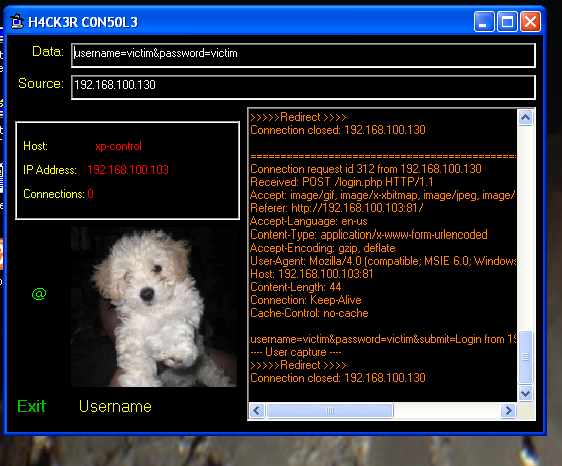 H4CK3R C0N50L3
Data: username=victim&password=victim
Source: 192.168.100.130
Host: xp-control
IP Address: 192.168.100.103
Connections: 0
@
Exit Username
>>>>>Redirect >>>>
Connection closed: 192.168.100.130
==================================================
Connection request id 312 from 192.168.100.130
Received: POST /login.php HTTP/1.1
Accept: image/gif, image/x-xbitmap, image/jpeg, image/
Referer: http://192.168.100.103:81/
Accept-Language: en-us
Content-Type: application/x-www-form-urlencoded
Accept-Encoding: gzip, deflate
User-Agent: Mozilla/4.0 (compatible; MSIE 6.0; Windows
Host: 192.168.100.103:81
Content-Length: 44
Connection: Keep-Alive
Cache-Control: no-cache
username=victim&password=victim&submit=Login from 19
---- User capture ----
>>>>>Redirect >>>>
Connection closed: 192.168.100.130